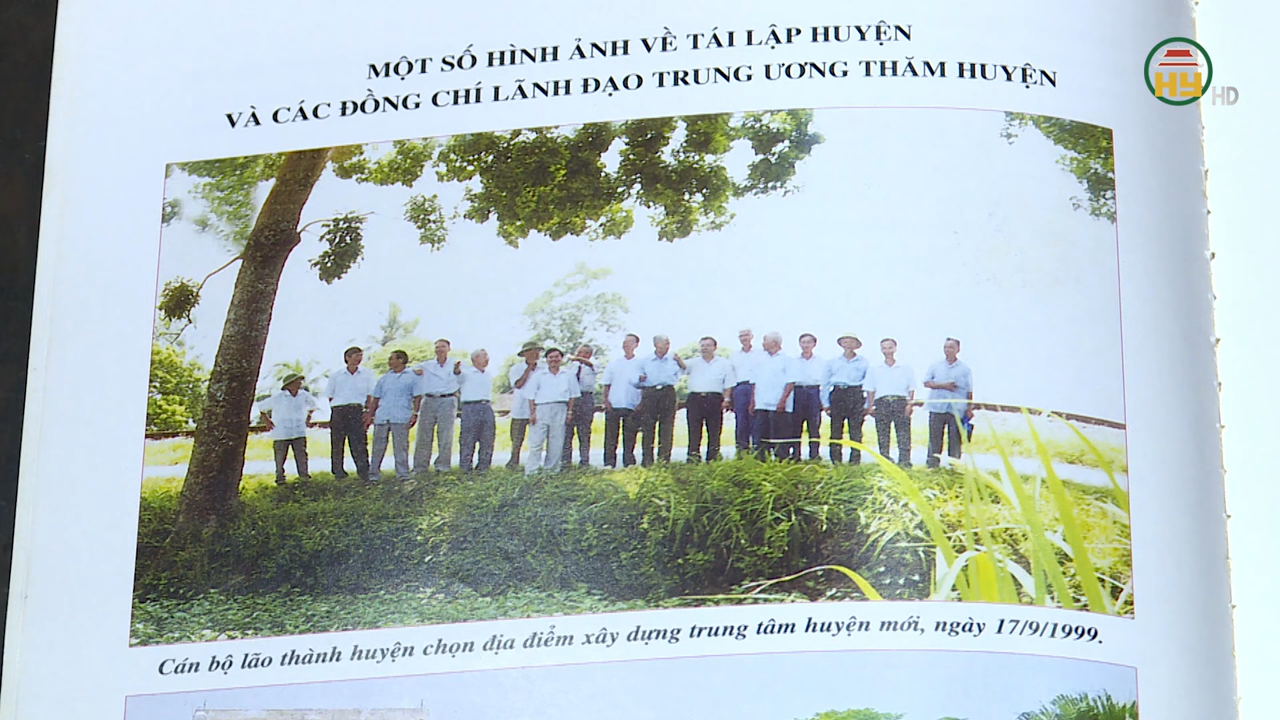 MỘT SỐ HÌNH ẢNH VỀ TÁI LẬP HUYỆN
VÀ CÁC ĐỒNG CHÍ LÃNH ĐẠO TRUNG ƯƠNG THĂM HUYỆN
HY HD
Cán bộ lão thành huyện chọn địa điểm xây dựng trung tâm huyện mới, ngày 17/9/1999.